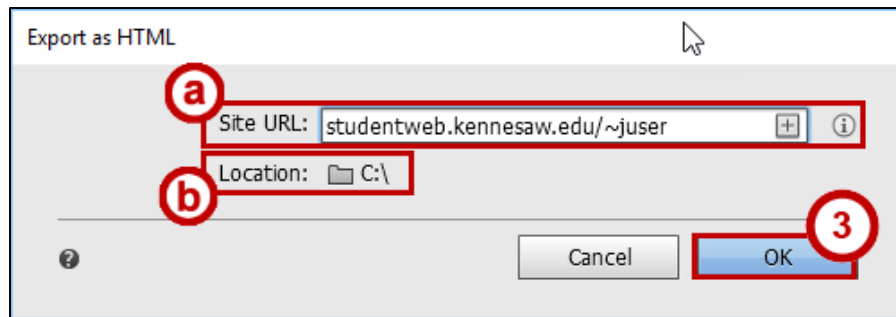 Export as HTML
a
Site URL: studentweb.kennesaw.edu/~juser
Location: C:\
b
3
Cancel OK